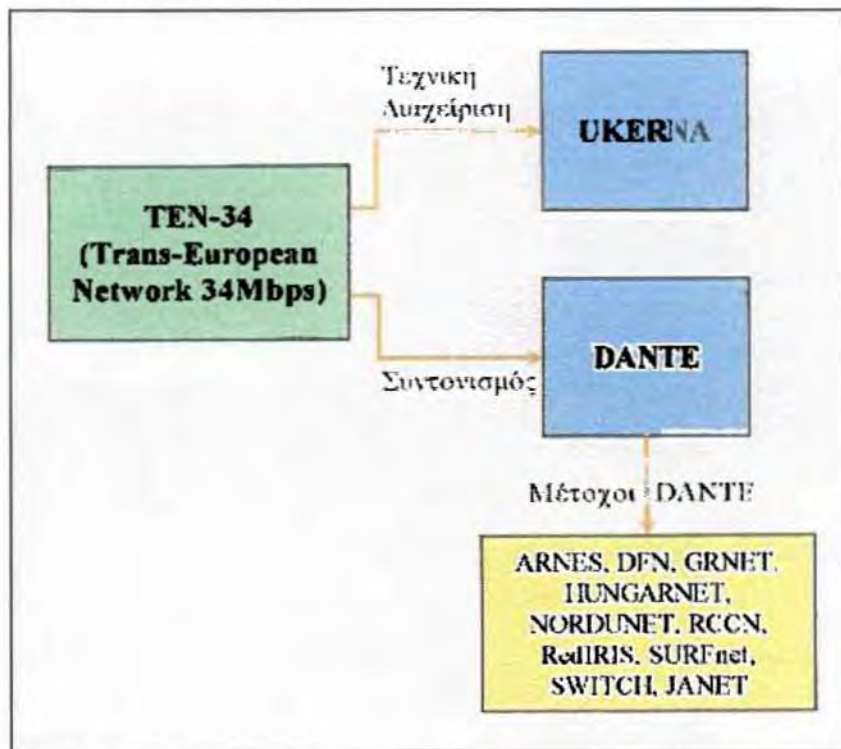 Τεχνική
Διαχείριση
UKERNA
TEN-34
(Trans-European
Network 34Mbps)
DANTE
Συντονισμός
Μέτοχοι DANTE
ARNES, DFN, GRNET,
HUNGARNET,
NORDUNET, RCCN,
RedIRIS, SURFnet,
SWITCH, JANET